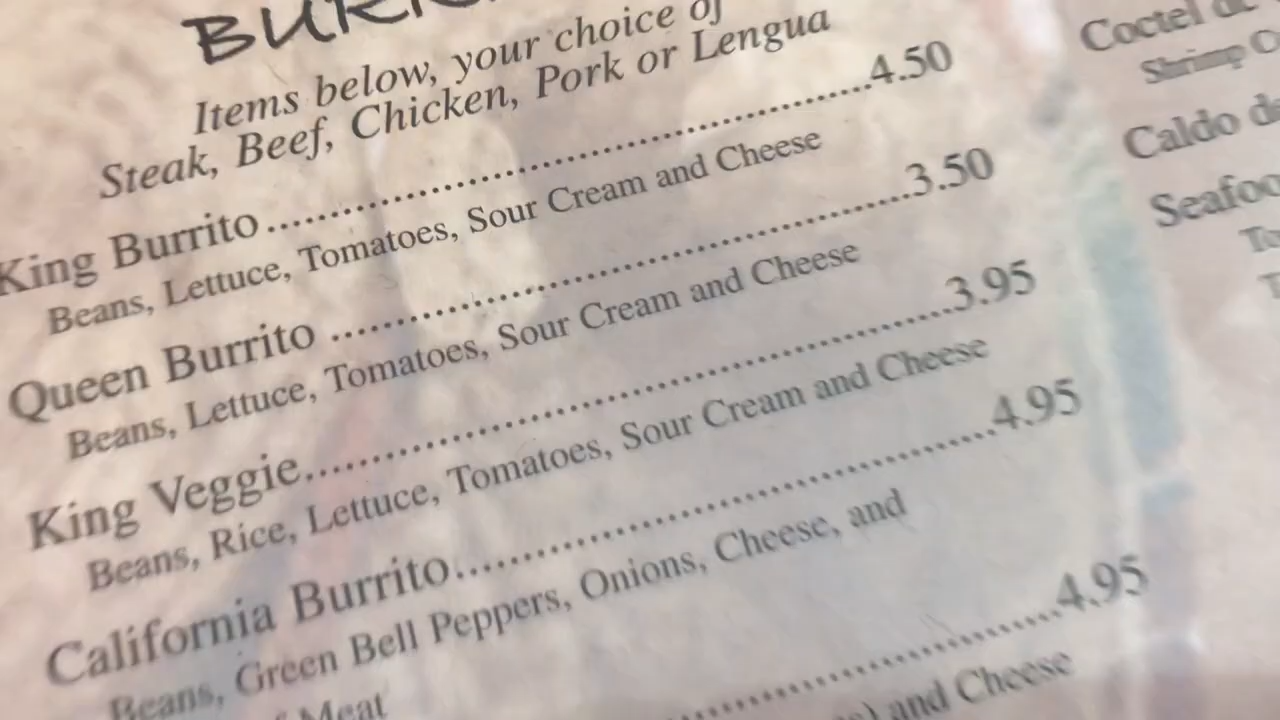 Items below, your choice of
Steak, Beef, Chicken, Pork or Lengua
King Burrito..........................................4.50
Beans, Lettuce, Tomatoes, Sour Cream and Cheese
Queen Burrito ..........................................3.50
Beans, Lettuce, Tomatoes, Sour Cream and Cheese
King Veggie..........................................3.95
Beans, Rice, Lettuce, Tomatoes, Sour Cream and Cheese
California Burrito..........................................4.95
Beans, Green Bell Peppers, Onions, Cheese, and
Meat
..........................................4.95
and Cheese
Coctel de
Shrimp
Caldo